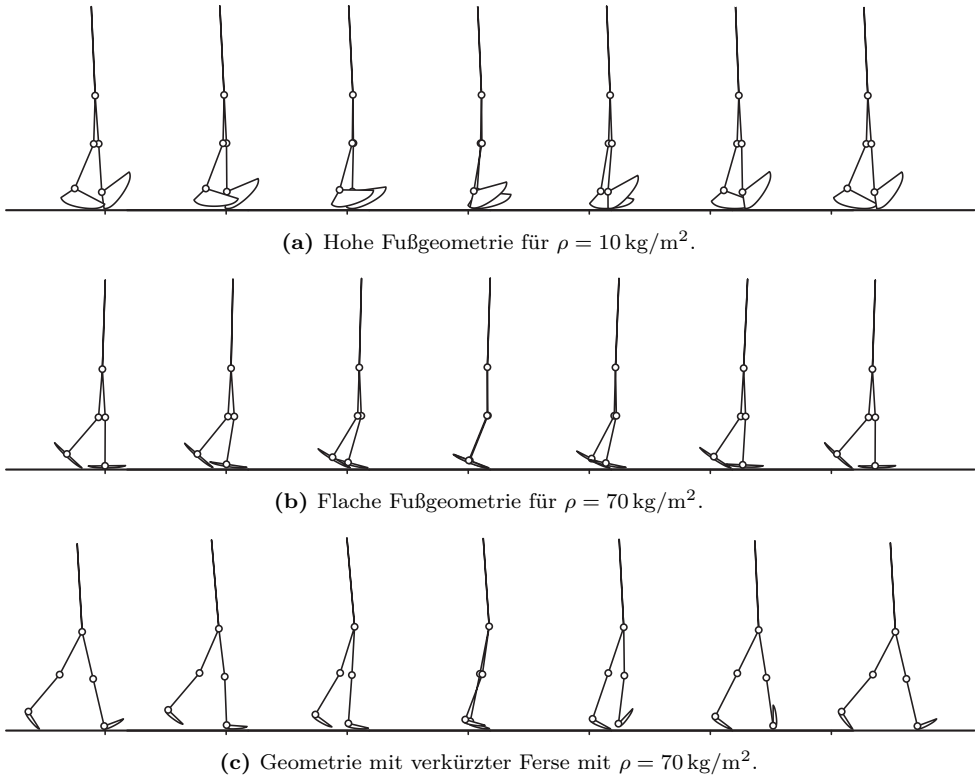 (a) Hohe Fußgeometrie für ρ = 10 kg/m².
(b) Flache Fußgeometrie für ρ = 70 kg/m².
(c) Geometrie mit verkürzter Ferse mit ρ = 70 kg/m².